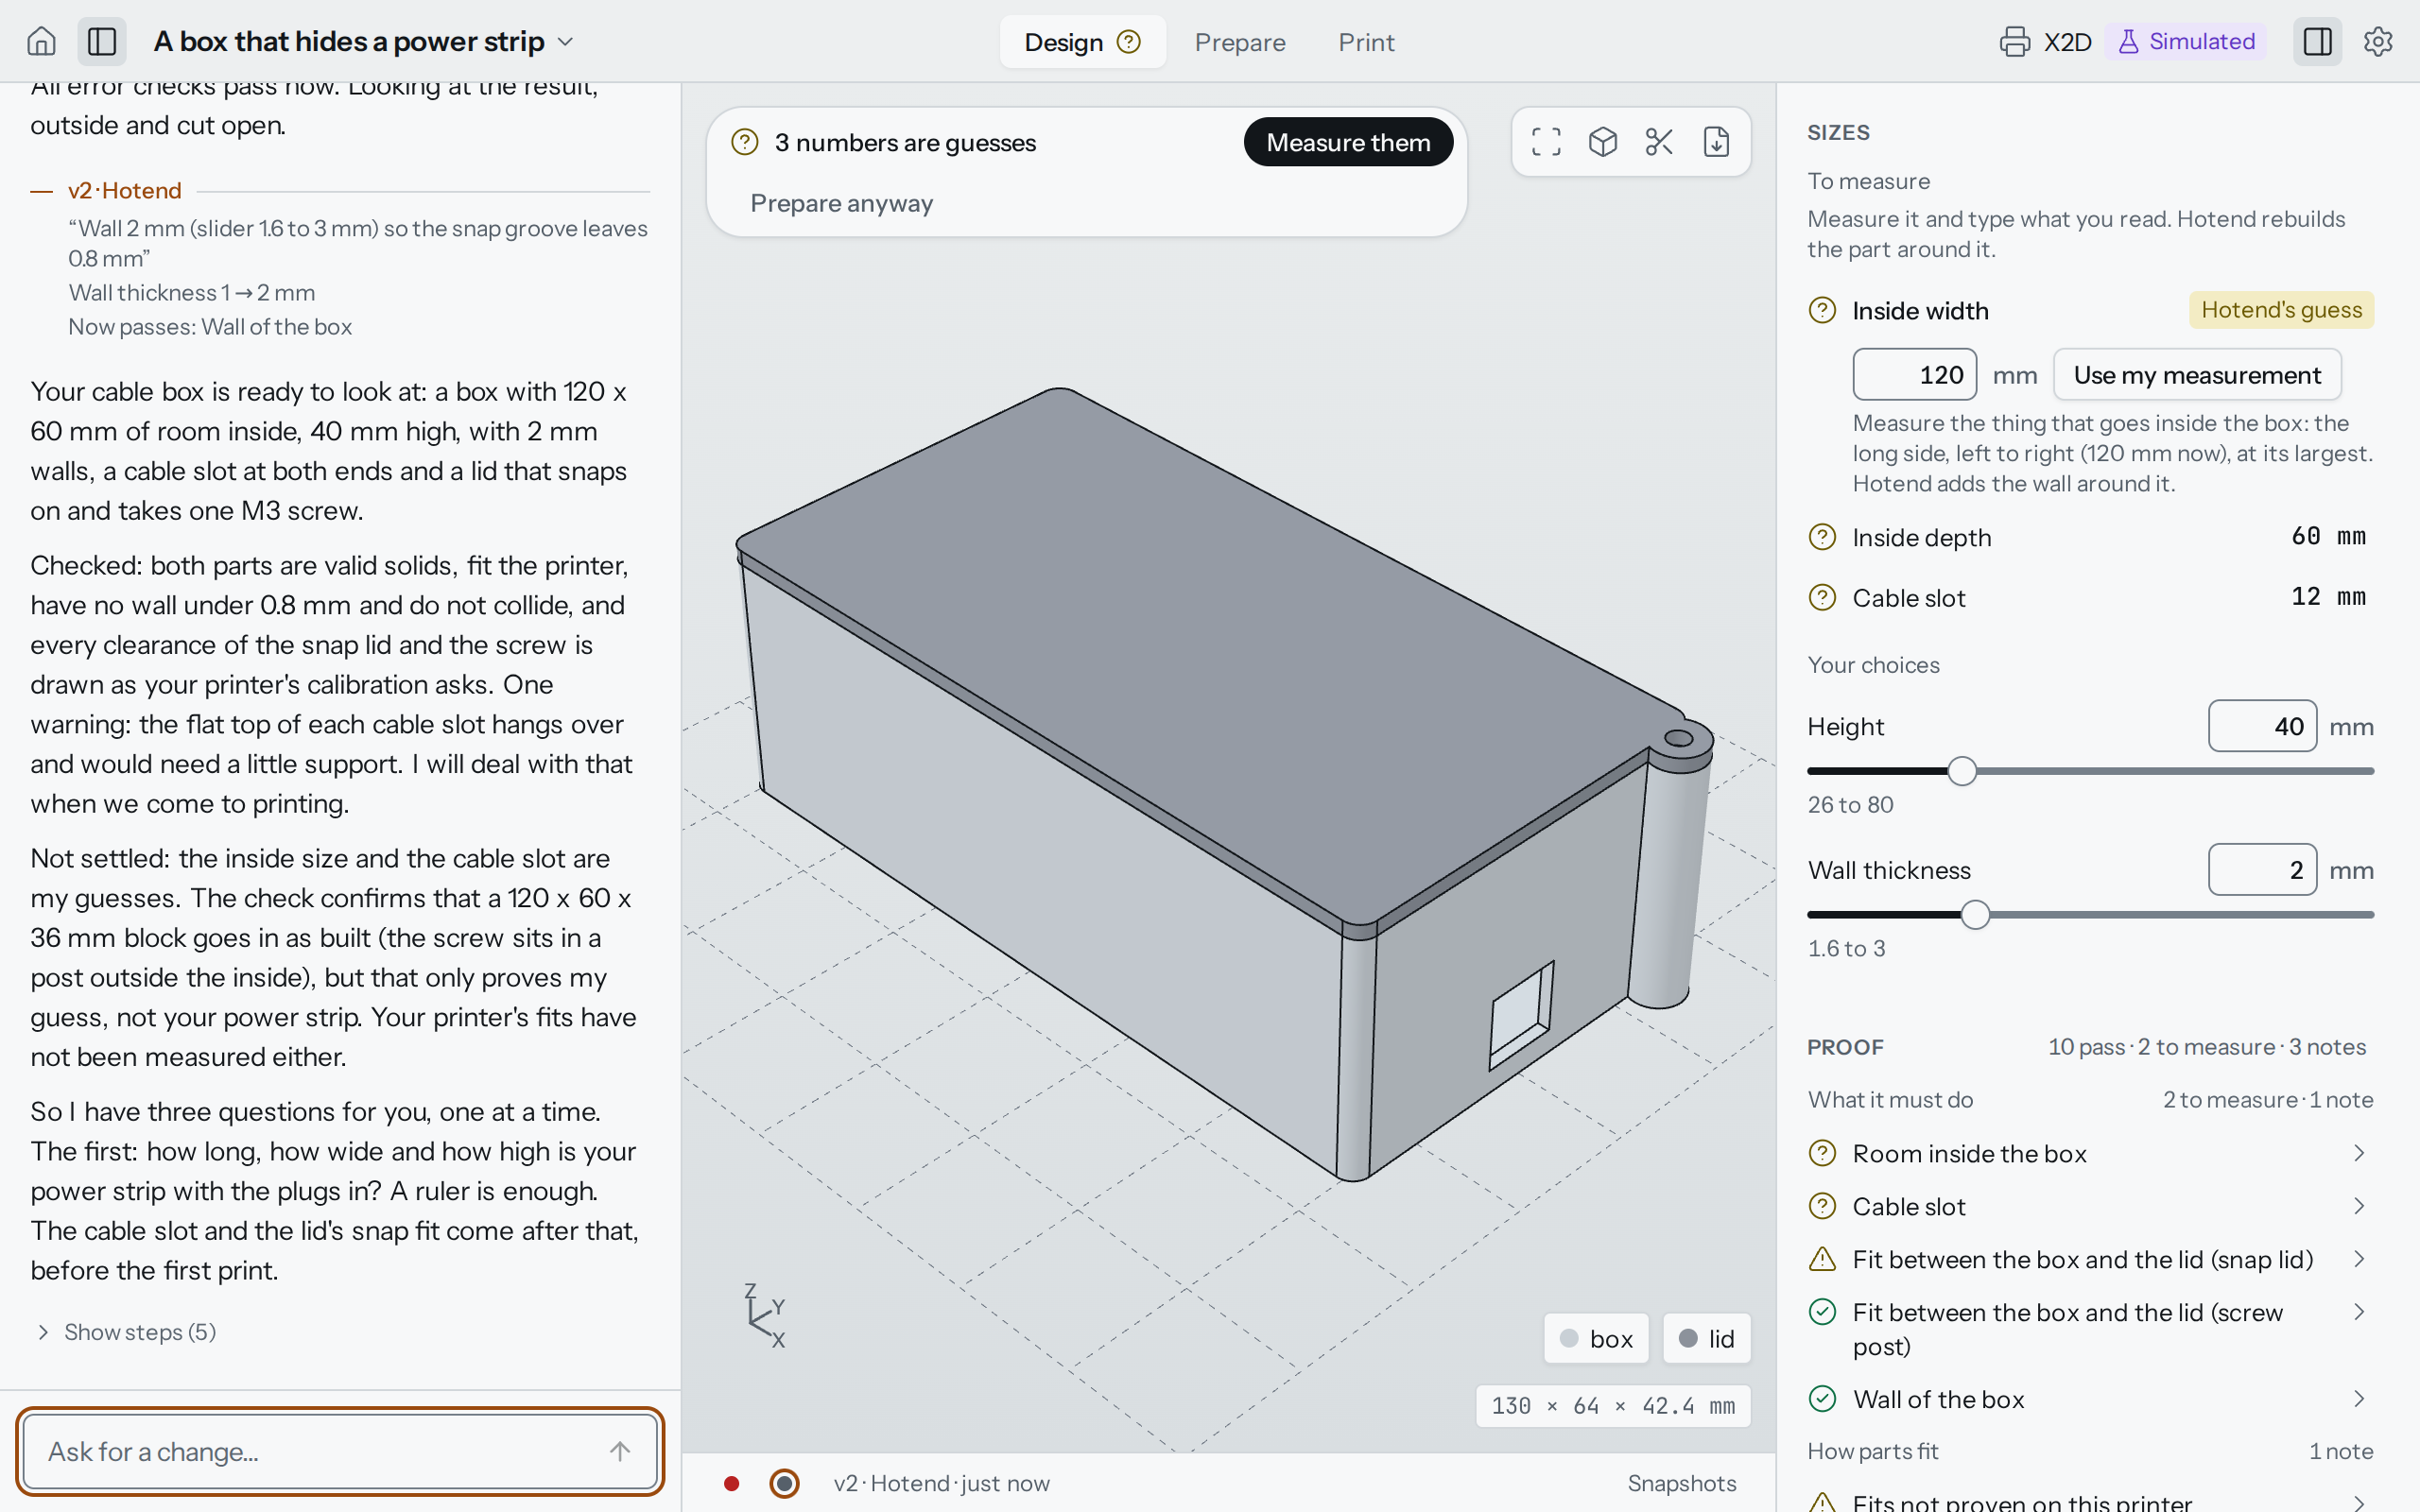 A box that hides a power strip
Design
Prepare
Print
X2D
Simulated
All error checks pass now. Looking at the result,
outside and cut open.
v2 · Hotend
“Wall 2 mm (slider 1.6 to 3 mm) so the snap groove leaves
0.8 mm”
Wall thickness 1 → 2 mm
Now passes: Wall of the box
Your cable box is ready to look at: a box with 120 x
60 mm of room inside, 40 mm high, with 2 mm
walls, a cable slot at both ends and a lid that snaps
on and takes one M3 screw.
Checked: both parts are valid solids, fit the printer,
have no wall under 0.8 mm and do not collide, and
every clearance of the snap lid and the screw is
drawn as your printer's calibration asks. One
warning: the flat top of each cable slot hangs over
and would need a little support. I will deal with that
when we come to printing.
Not settled: the inside size and the cable slot are
my guesses. The check confirms that a 120 x 60 x
36 mm block goes in as built (the screw sits in a
post outside the inside), but that only proves my
guess, not your power strip. Your printer's fits have
not been measured either.
So I have three questions for you, one at a time.
The first: how long, how wide and how high is your
power strip with the plugs in? A ruler is enough.
The cable slot and the lid's snap fit come after that,
before the first print.
Show steps (5)
Ask for a change...
3 numbers are guesses
Measure them
Prepare anyway
Z
Y
X
box
lid
130 × 64 × 42.4 mm
v2 · Hotend · just now
Snapshots
SIZES
To measure
Measure it and type what you read. Hotend rebuilds
the part around it.
Inside width
Hotend's guess
120 mm
Use my measurement
Measure the thing that goes inside the box: the
long side, left to right (120 mm now), at its largest.
Hotend adds the wall around it.
Inside depth
60 mm
Cable slot
12 mm
Your choices
Height
40 mm
26 to 80
Wall thickness
2 mm
1.6 to 3
PROOF
10 pass · 2 to measure · 3 notes
What it must do
2 to measure · 1 note
Room inside the box
Cable slot
Fit between the box and the lid (snap lid)
Fit between the box and the lid (screw
post)
Wall of the box
How parts fit
1 note
Fits not proven on this printer